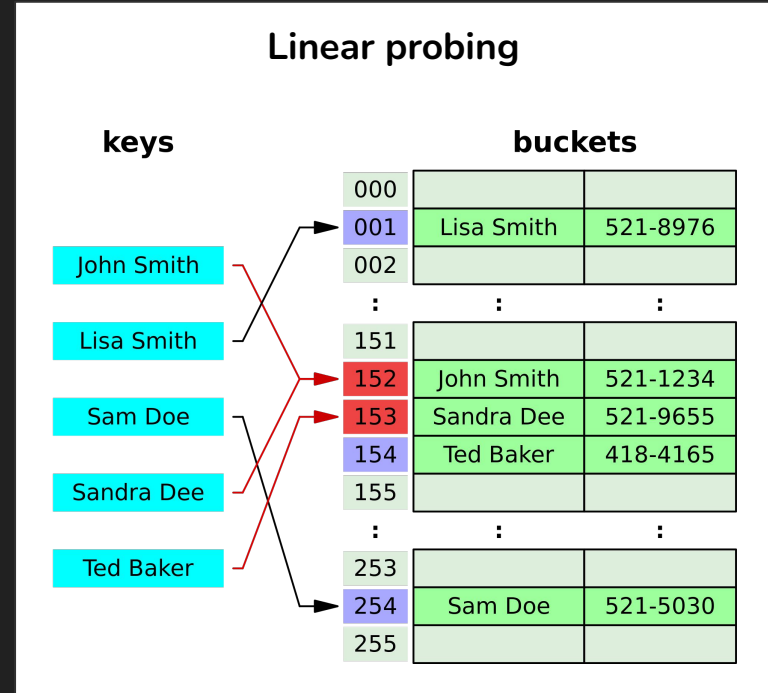 Linear probing
keys
buckets
000
001 Lisa Smith 521-8976
John Smith
002
: : :
Lisa Smith
151
152 John Smith 521-1234
Sam Doe
153 Sandra Dee 521-9655
154 Ted Baker 418-4165
Sandra Dee
155
: : :
Ted Baker
253
254 Sam Doe 521-5030
255